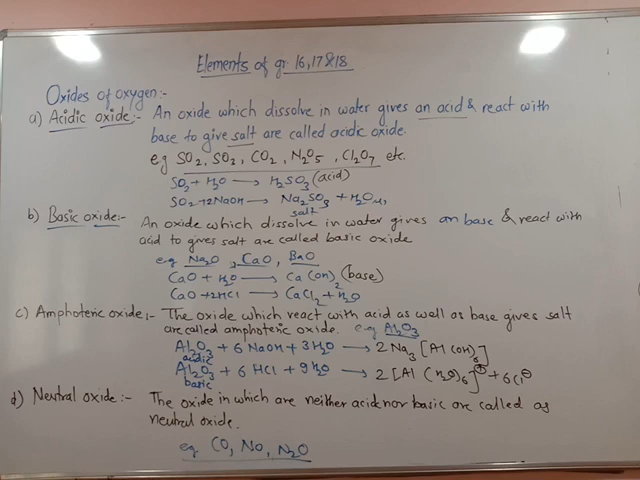 Elements of gr. 16,17&18
Oxides of oxygen:-
a) Acidic oxide:- An oxide which dissolve in water gives an acid & react with
base to give salt are called acidic oxide.
eg SO2, SO3, CO2, N2O5, Cl2O7 etc.
SO2+H2O → H2SO3 (acid)
SO2+2NaOH → Na2SO3 + H2O
salt
b) Basic oxide:- An oxide which dissolve in water gives an base & react with
acid to gives salt are called basic oxide
eg Na2O, CaO, BaO
CaO + H2O → Ca(OH)2 (base)
CaO+2HCl → CaCl2+H2O
c) Amphoteric oxide:- The oxide which react with acid as well as base gives salt
are called amphoteric oxide. e.g Al2O3
Al2O3 + 6 NaOH + 3H2O → 2Na3[Al(OH)6]
acidic
Al2O3 + 6 HCl + 9H2O → 2[Al(H2O)6]⊕ + 6Cl⊖
basic
d) Neutral oxide:- The oxide in which are neither acid nor basic are called as
neutral oxide.
eg CO, NO, N2O